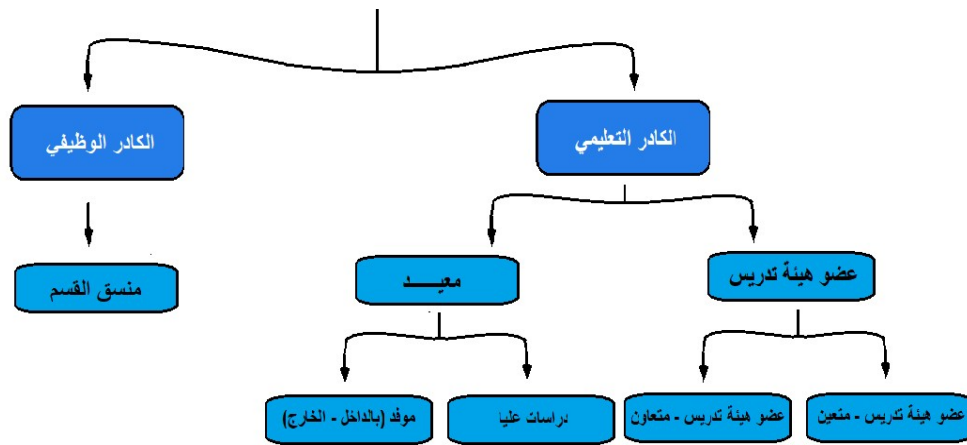 الكادر التعليمي
الكادر الوظيفي
عضو هيئة تدريس
معيـــــد
منسق القسم
عضو هيئة تدريس - متعين
عضو هيئة تدريس - متعاون
دراسات عليا
موفد (بالداخل - الخارج)